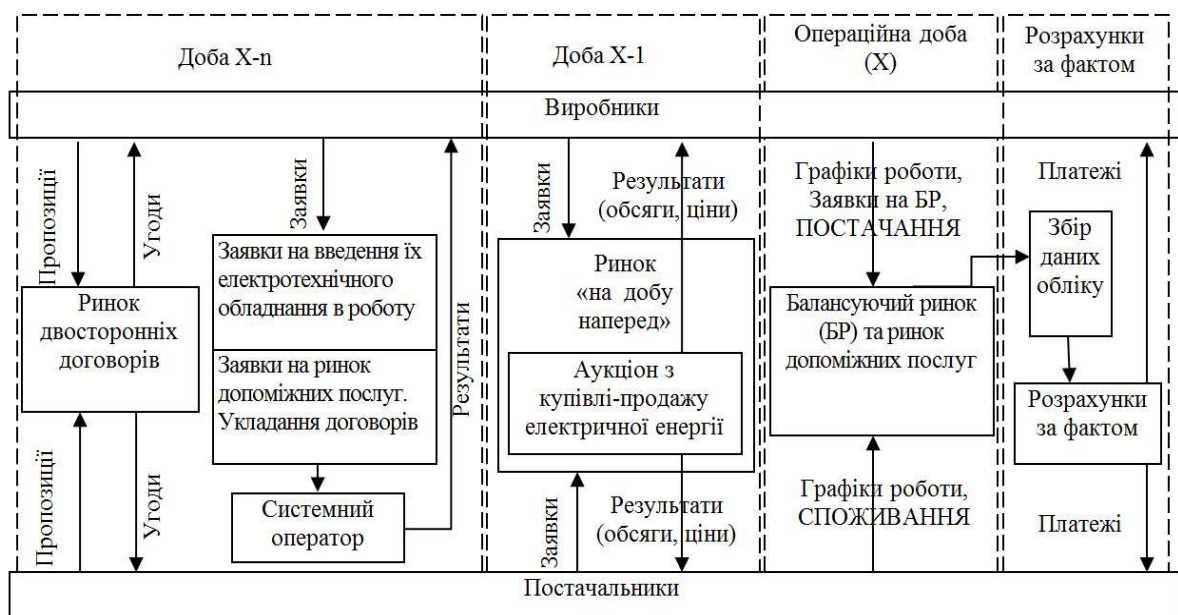 Доба X-n
Доба X-1
Операційна доба
(X)
Розрахунки
за фактом
Виробники
Пропозиції
Угоди
Заявки
Результати
Заявки на введення їх
електротехнічного
обладнання в роботу
Заявки на ринок
допоміжних послуг.
Укладання договорів
Ринок
двосторонніх
договорів
Системний
оператор
Пропозиції
Угоди
Заявки
Результати
(обсяги, ціни)
Ринок
«на добу
наперед»
Аукціон з
купівлі-продажу
електричної енергії
Заявки
Результати
(обсяги, ціни)
Графіки роботи,
Заявки на БР,
ПОСТАЧАННЯ
Балансуючий ринок
(БР) та ринок
допоміжних послуг
Графіки роботи,
СПОЖИВАННЯ
Платежі
Збір
даних
обліку
Розрахунки
за фактом
Платежі
Постачальники